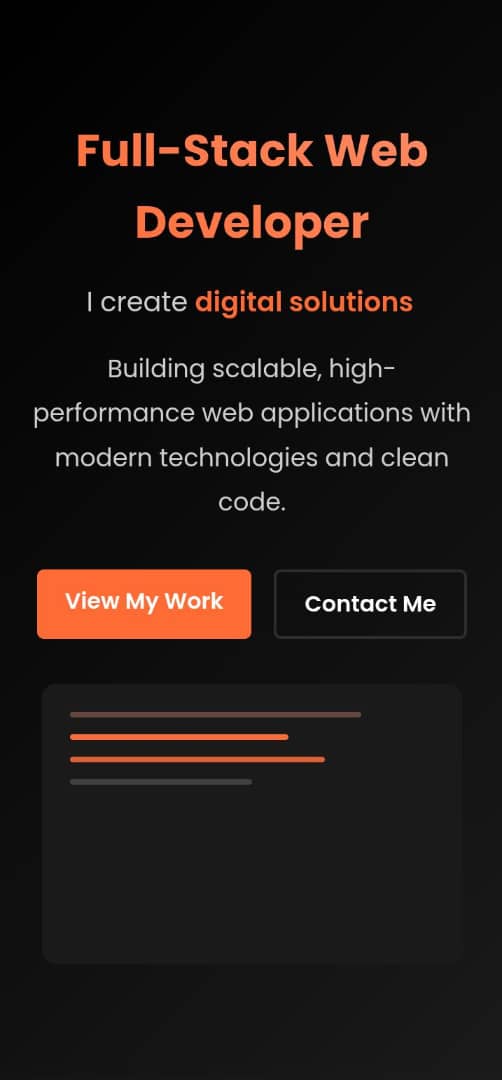 Full-Stack Web
Developer
I create digital solutions
Building scalable, high-
performance web applications with
modern technologies and clean
code.
View My Work
Contact Me